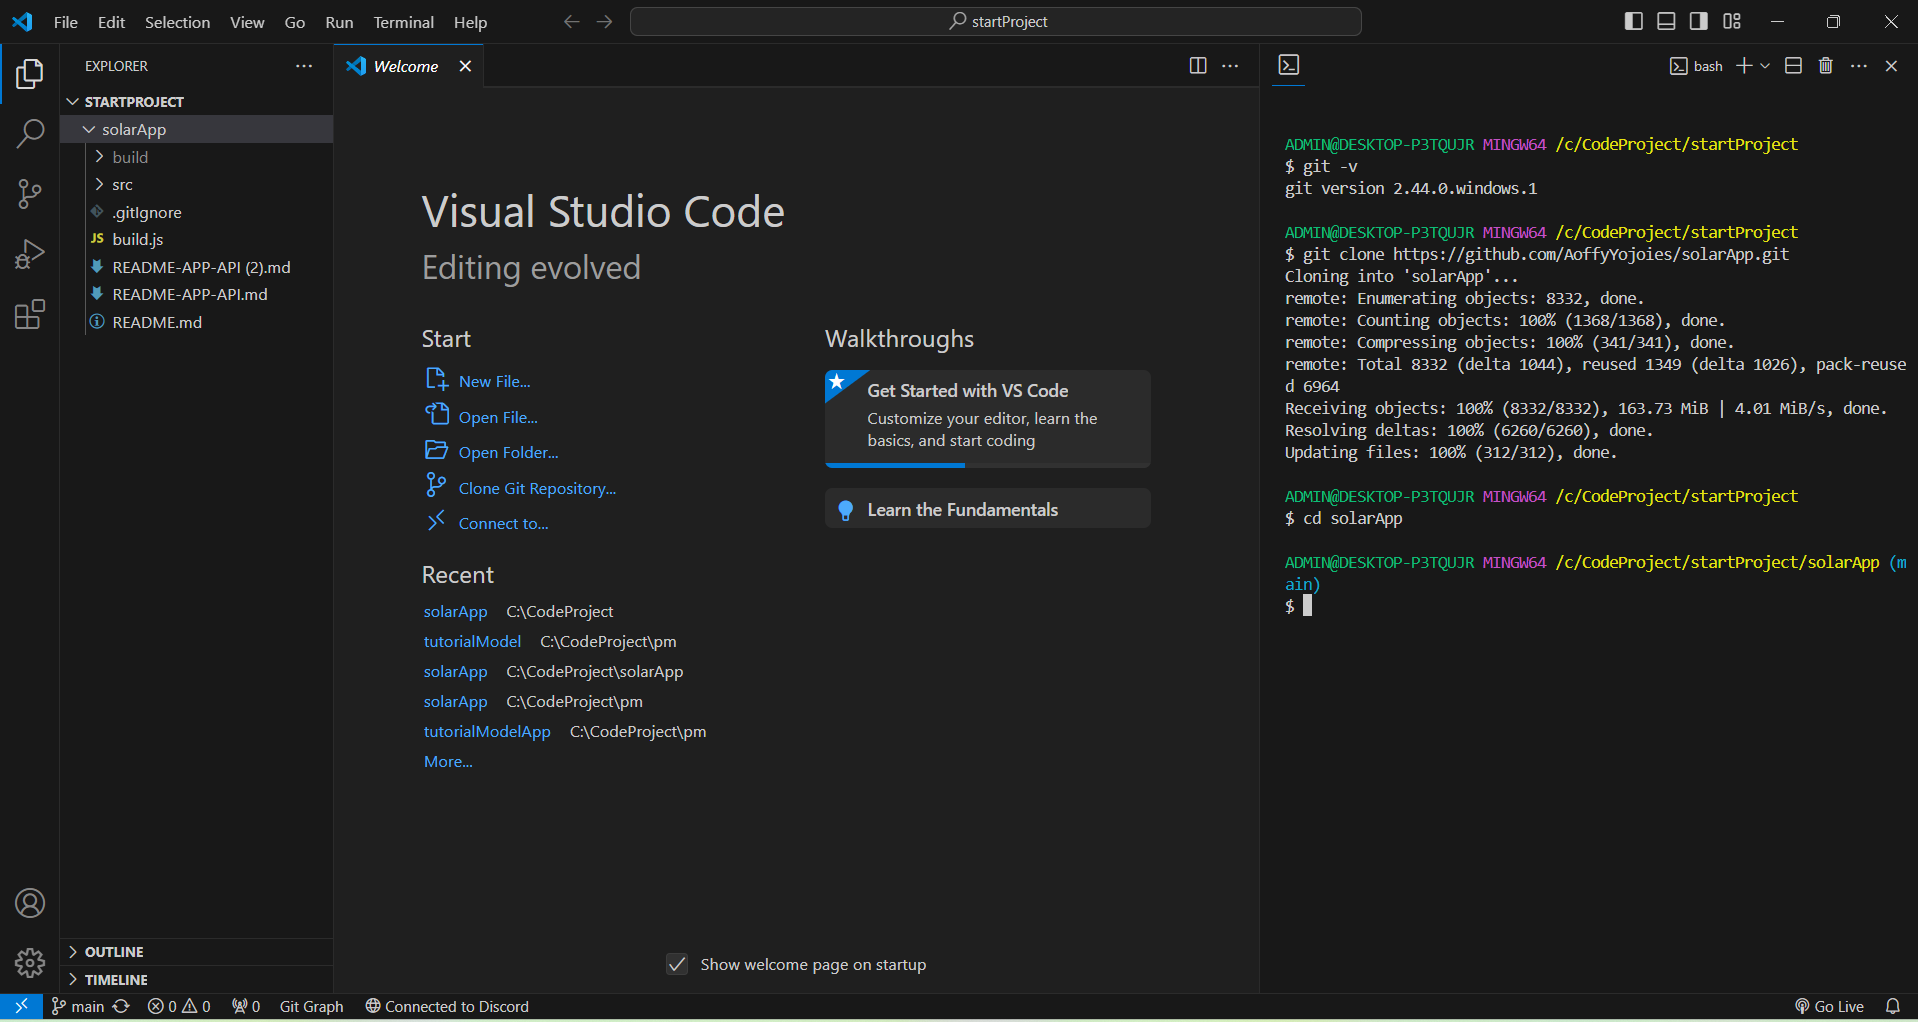 File Edit Selection View Go Run Terminal Help
startProject
EXPLORER
STARTPROJECT
solarApp
build
src
.gitIgnore
JS build.js
README-APP-API (2).md
README-APP-API.md
README.md
OUTLINE
TIMELINE
Welcome
Visual Studio Code
Editing evolved
Start
New File...
Open File...
Open Folder...
Clone Git Repository...
Connect to...
Recent
solarApp C:\CodeProject
tutorialModel C:\CodeProject\pm
solarApp C:\CodeProject\solarApp
solarApp C:\CodeProject\pm
tutorialModelApp C:\CodeProject\pm
More...
Walkthroughs
Get Started with VS Code
Customize your editor, learn the
basics, and start coding
Learn the Fundamentals
Show welcome page on startup
bash
ADMIN@DESKTOP-P3TQUJR MINGW64 /c/CodeProject/startProject
$ git -v
git version 2.44.0.windows.1
ADMIN@DESKTOP-P3TQUJR MINGW64 /c/CodeProject/startProject
$ git clone https://github.com/AoffyYojoies/solarApp.git
Cloning into 'solarApp'...
remote: Enumerating objects: 8332, done.
remote: Counting objects: 100% (1368/1368), done.
remote: Compressing objects: 100% (341/341), done.
remote: Total 8332 (delta 1044), reused 1349 (delta 1026), pack-reuse
d 6964
Receiving objects: 100% (8332/8332), 163.73 MiB | 4.01 MiB/s, done.
Resolving deltas: 100% (6260/6260), done.
Updating files: 100% (312/312), done.
ADMIN@DESKTOP-P3TQUJR MINGW64 /c/CodeProject/startProject
$ cd solarApp
ADMIN@DESKTOP-P3TQUJR MINGW64 /c/CodeProject/startProject/solarApp (m
ain)
$
main 0 0 0 Git Graph Connected to Discord Go Live